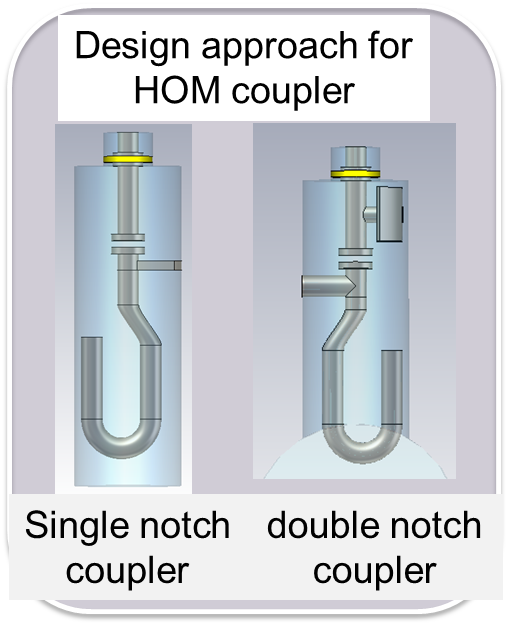 Design approach for
HOM coupler
Single notch
coupler
double notch
coupler